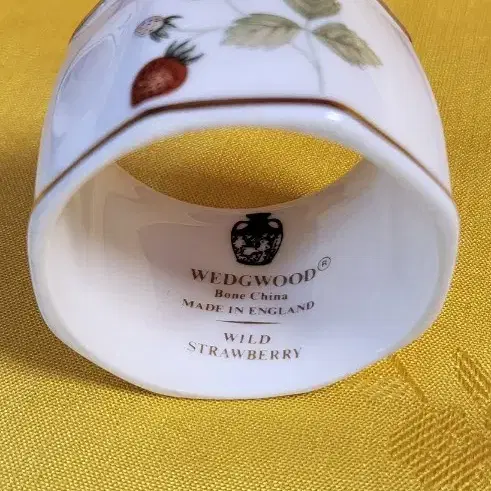 WEDGWOOD®
Bone China
MADE IN ENGLAND
WILD
STRAWBERRY